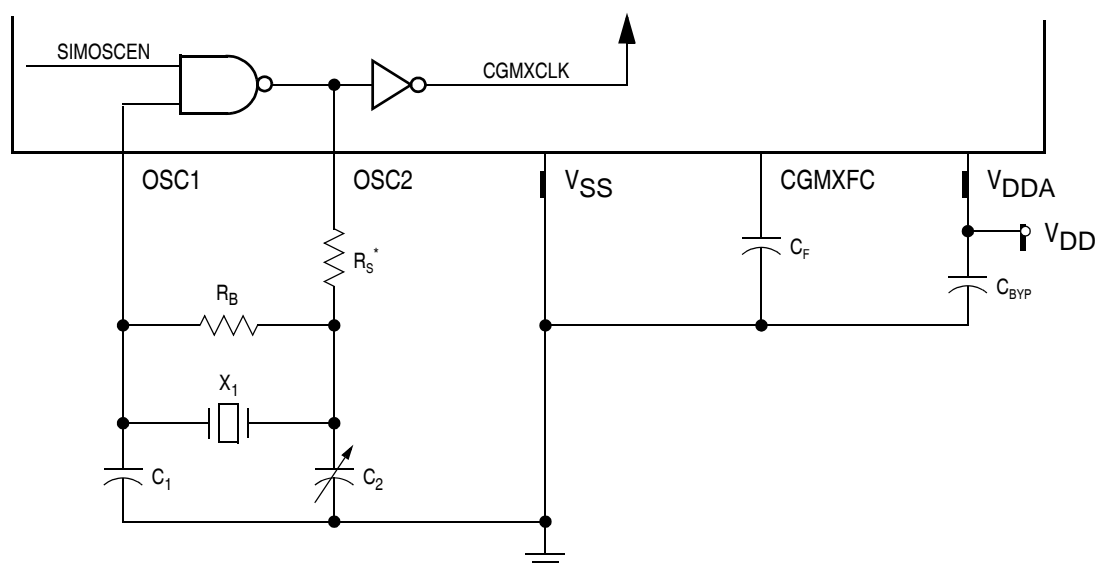 SIMOSCEN
CGMXCLK
OSC1
OSC2
VSS
CGMXFC
VDDA
VDD
RS*
CF
CBYP
RB
X1
C1
C2